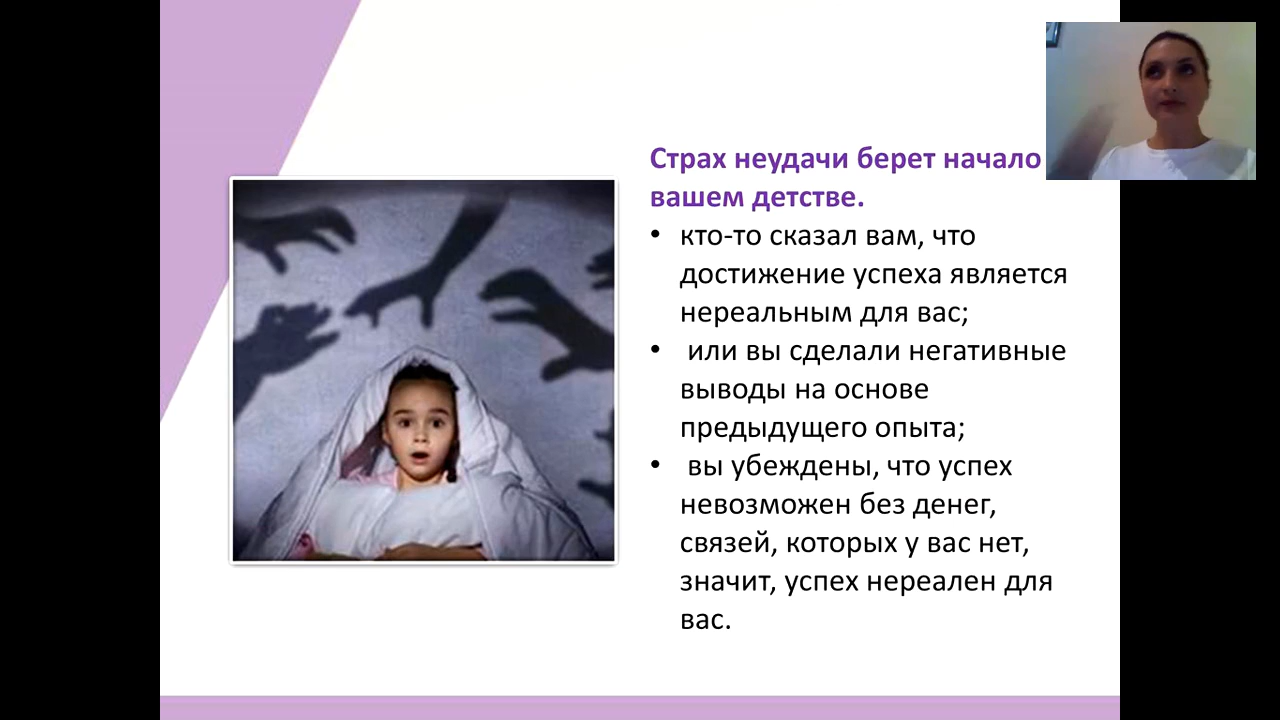 Страх неудачи берет начало
вашем детстве.
• кто-то сказал вам, что
достижение успеха является
нереальным для вас;
• или вы сделали негативные
выводы на основе
предыдущего опыта;
• вы убеждены, что успех
невозможен без денег,
связей, которых у вас нет,
значит, успех нереален для
вас.